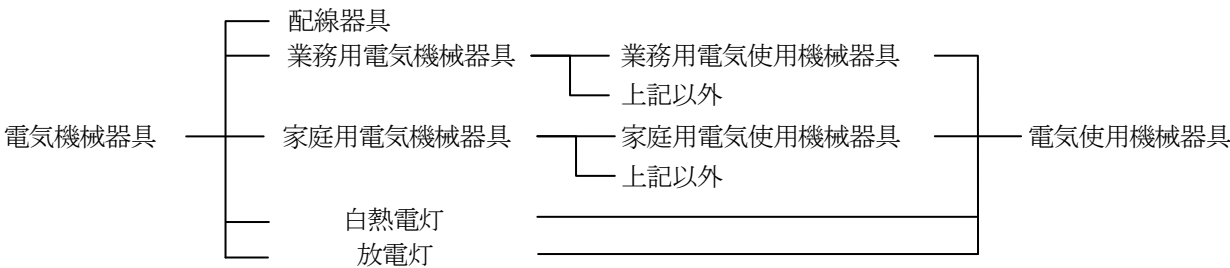 配線器具
業務用電気機械器具 業務用電気使用機械器具
上記以外
電気機械器具 家庭用電気機械器具 家庭用電気使用機械器具 電気使用機械器具
上記以外
白熱電灯
放電灯